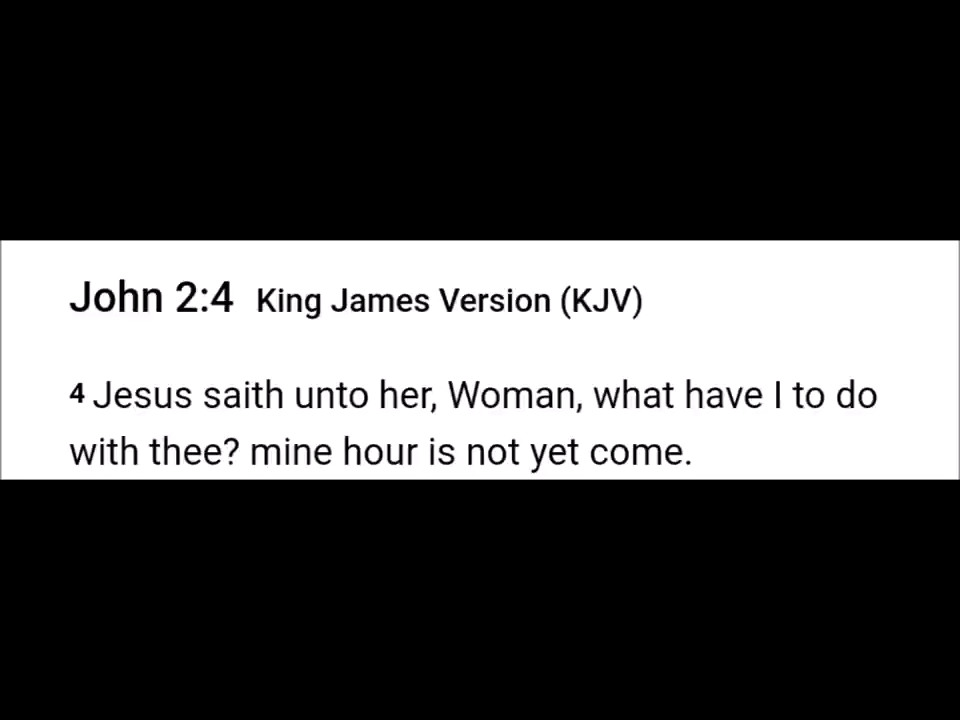 John 2:4 King James Version (KJV)
4 Jesus saith unto her, Woman, what have I to do
with thee? mine hour is not yet come.